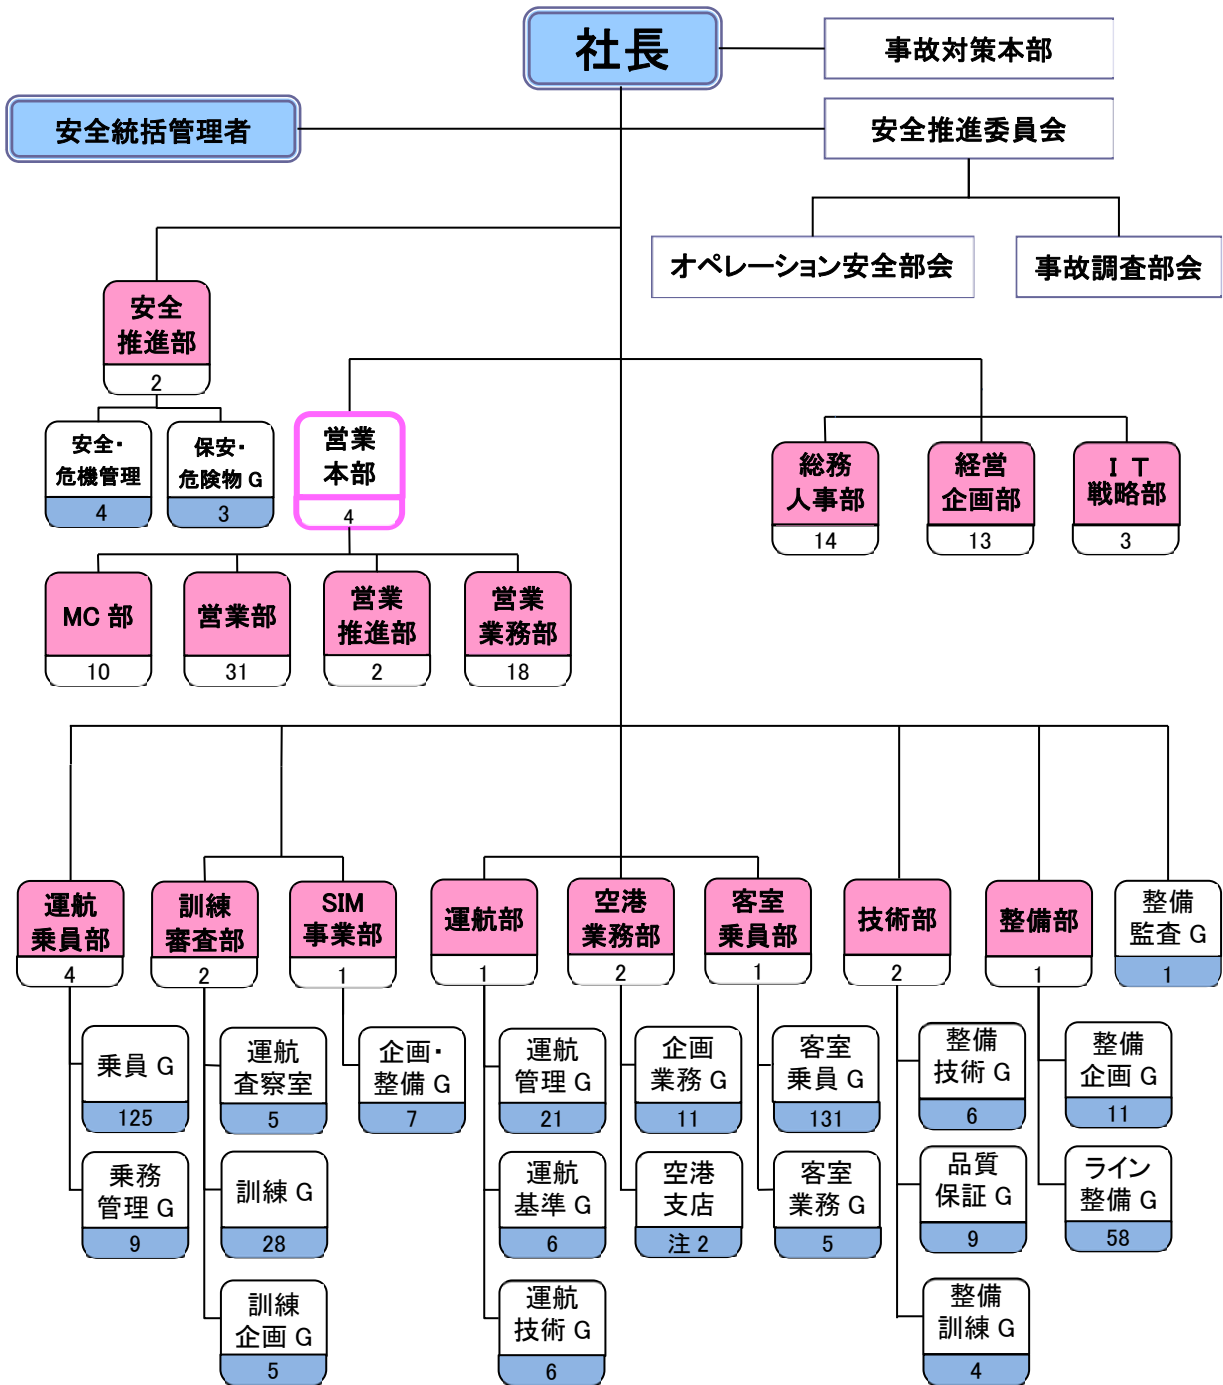 社長
事故対策本部
安全統括管理者
安全推進委員会
オペレーション安全部会
事故調査部会
安全
推進部
2
安全・
危機管理
4
保安・
危険物 G
3
営業
本部
4
総務
人事部
14
経営
企画部
13
I T
戦略部
3
MC 部
10
営業部
31
営業
推進部
2
営業
業務部
18
運航
乗員部
4
訓練
審査部
2
SIM
事業部
1
運航部
1
空港
業務部
2
客室
乗員部
1
技術部
2
整備部
1
整備
監査 G
1
乗員 G
125
運航
査察室
5
企画・
整備 G
7
運航
管理 G
21
企画
業務 G
11
客室
乗員 G
131
整備
技術 G
6
整備
企画 G
11
乗務
管理 G
9
訓練 G
28
運航
基準 G
6
空港
支店
注 2
客室
業務 G
5
品質
保証 G
9
ライン
整備 G
58
訓練
企画 G
5
運航
技術 G
6
整備
訓練 G
4